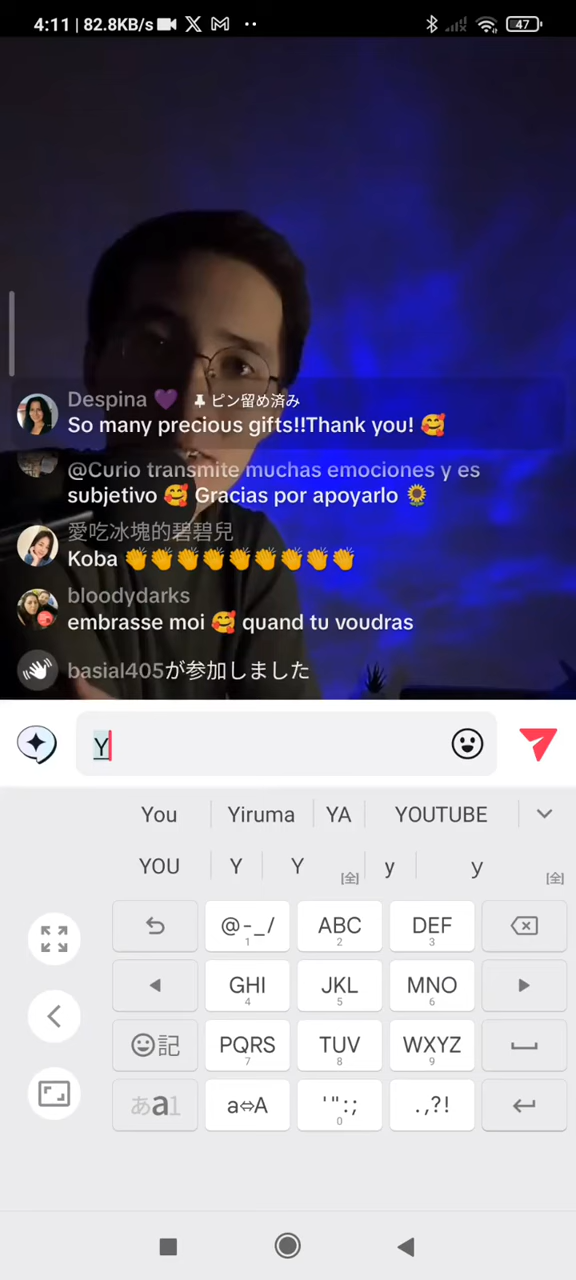 4:11 | 82.8KB/s
47
Despina 💜 ピン留め済み
So many precious gifts!!Thank you! 🥰
@Curio transmite muchas emociones y es
subjetivo 🥰 Gracias por apoyarlo 🌻
愛吃冰塊的碧碧兒
Koba 👏👏👏👏👏👏👏👏👏
bloodydarks
embrasse moi 🥰 quand tu voudras
basial405が参加しました
Y
You Yiruma YA YOUTUBE
YOU Y Y [全] y y [全]
@-_/ 1 ABC 2 DEF 3
GHI 4 JKL 5 MNO 6
記 PQRS 7 TUV 8 WXYZ 9
あa1 a⇔A '":; 0 .,?!